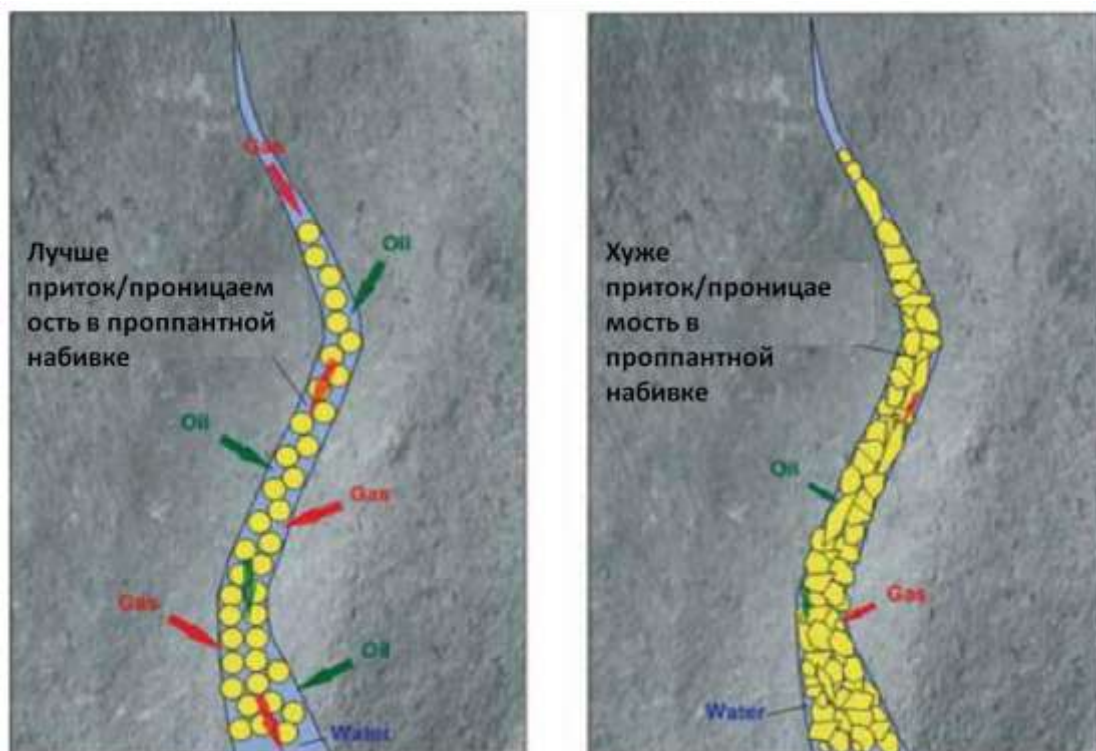 Gas
Oil
Лучше
приток/проницаем
ость в проппантной
набивке
Oil
Gas
Gas
Oil
Water
Хуже
приток/проницае
мость в
проппантной
набивке
Oil
Gas
Water